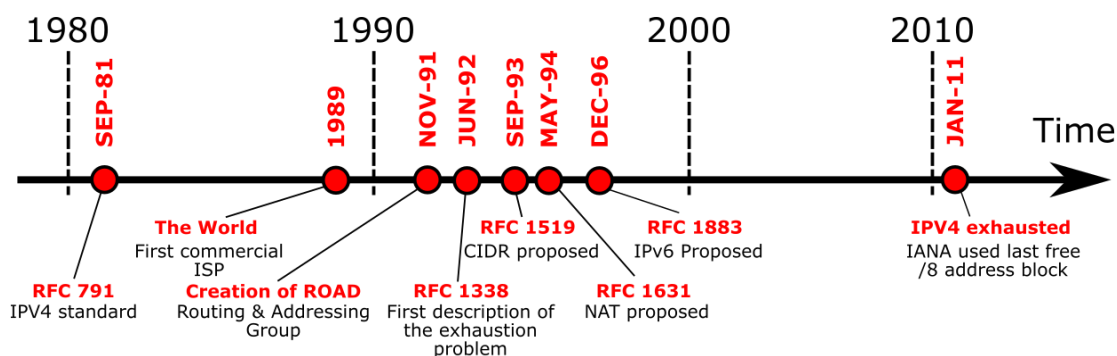 1980
1990
2000
2010
SEP-81
1989
NOV-91
JUN-92
SEP-93
MAY-94
DEC-96
JAN-11
Time
The World
First commercial
ISP
RFC 1519
CIDR proposed
RFC 1883
IPv6 Proposed
IPV4 exhausted
IANA used last free
/8 address block
RFC 791
IPV4 standard
Creation of ROAD
Routing & Addressing
Group
RFC 1338
First description of
the exhaustion
problem
RFC 1631
NAT proposed